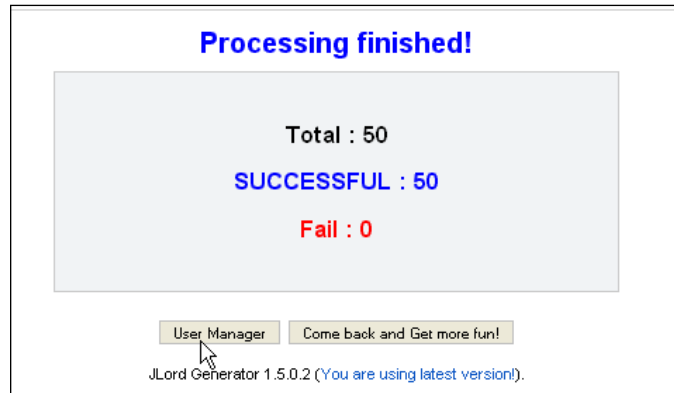 Processing finished!
Total : 50
SUCCESSFUL : 50
Fail : 0
User Manager Come back and Get more fun!
JLord Generator 1.5.0.2 (You are using latest version!).